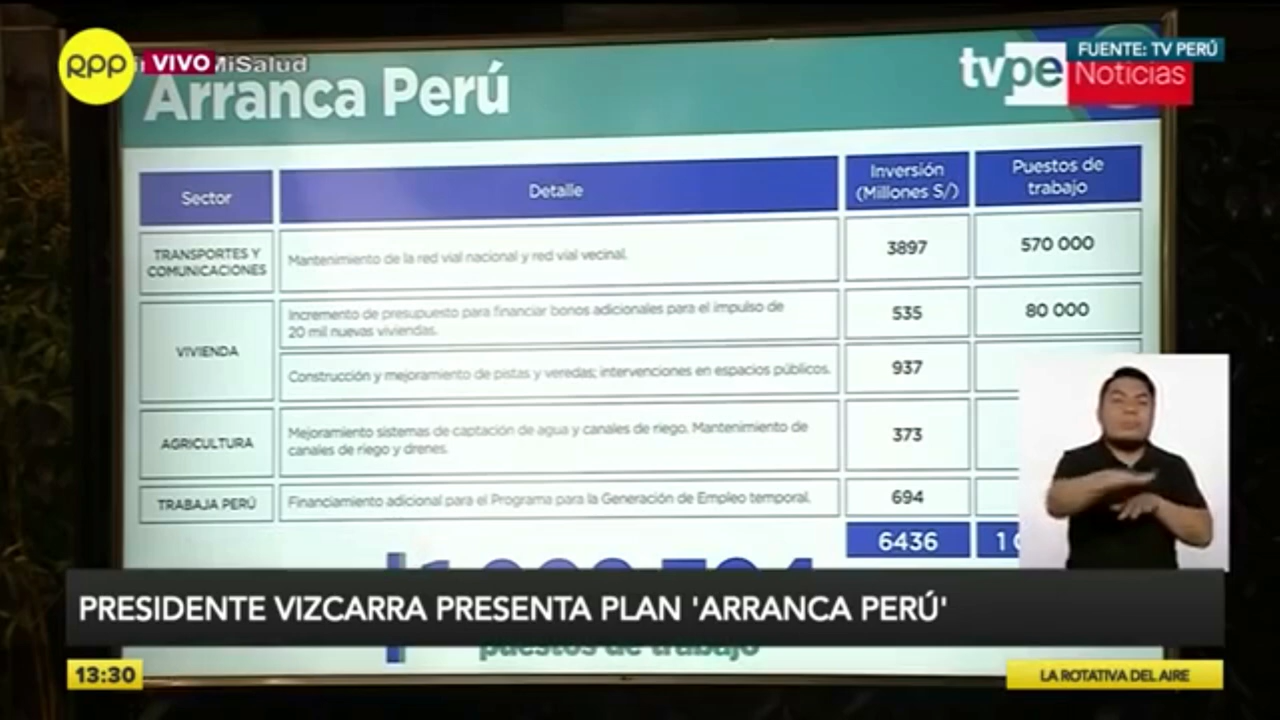 rpp
VIVO
MiSalud
tvpe
Noticias
FUENTE: TV PERÚ
Arranca Perú
Sector
Detalle
Inversión
(Millones S/)
Puestos de
trabajo
TRANSPORTES Y
COMUNICACIONES
Mantenimiento de la red vial nacional y red vial vecinal.
3897
570 000
VIVIENDA
Incremento de presupuesto para financiar bonos adicionales para el impulso de
20 mil nuevas viviendas.
535
80 000
Construcción y mejoramiento de pistas y veredas; intervenciones en espacios públicos.
937
AGRICULTURA
Mejoramiento sistemas de captación de agua y canales de riego. Mantenimiento de
canales de riego y drenes.
373
TRABAJA PERÚ
Financiamiento adicional para el Programa para la Generación de Empleo temporal.
694
6436
PRESIDENTE VIZCARRA PRESENTA PLAN 'ARRANCA PERÚ'
puestos de trabajo
13:30
LA ROTATIVA DEL AIRE